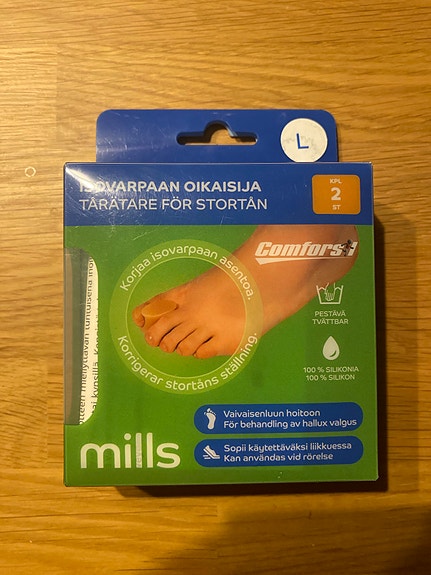 L
ISOVARPAAN OIKAISIJA
TÅRÄTARE FÖR STORTÅN
KPL
2
ST
Korjaa isovarpaan asentoa.
Korrigerar stortåns ställning.
PESTÄVÄ
TVÄTTBAR
100 % SILIKONIA
100 % SILIKON
Vaivaisenluun hoitoon
För behandling av hallux valgus
Sopii käytettäväksi liikkuessa
Kan användas vid rörelse
mills